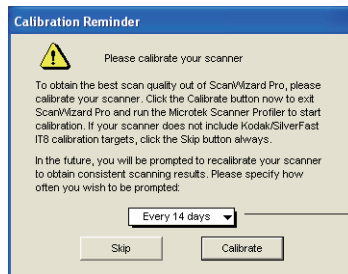 Calibration Reminder
Please calibrate your scanner
To obtain the best scan quality out of ScanWizard Pro, please
calibrate your scanner. Click the Calibrate button now to exit
ScanWizard Pro and run the Microtek Scanner Profiler to start
calibration. If your scanner does not include Kodak/SilverFast
IT8 calibration targets, click the Skip button always.
In the future, you will be prompted to recalibrate your scanner
to obtain consistent scanning results. Please specify how
often you wish to be prompted:
Every 14 days
Skip Calibrate